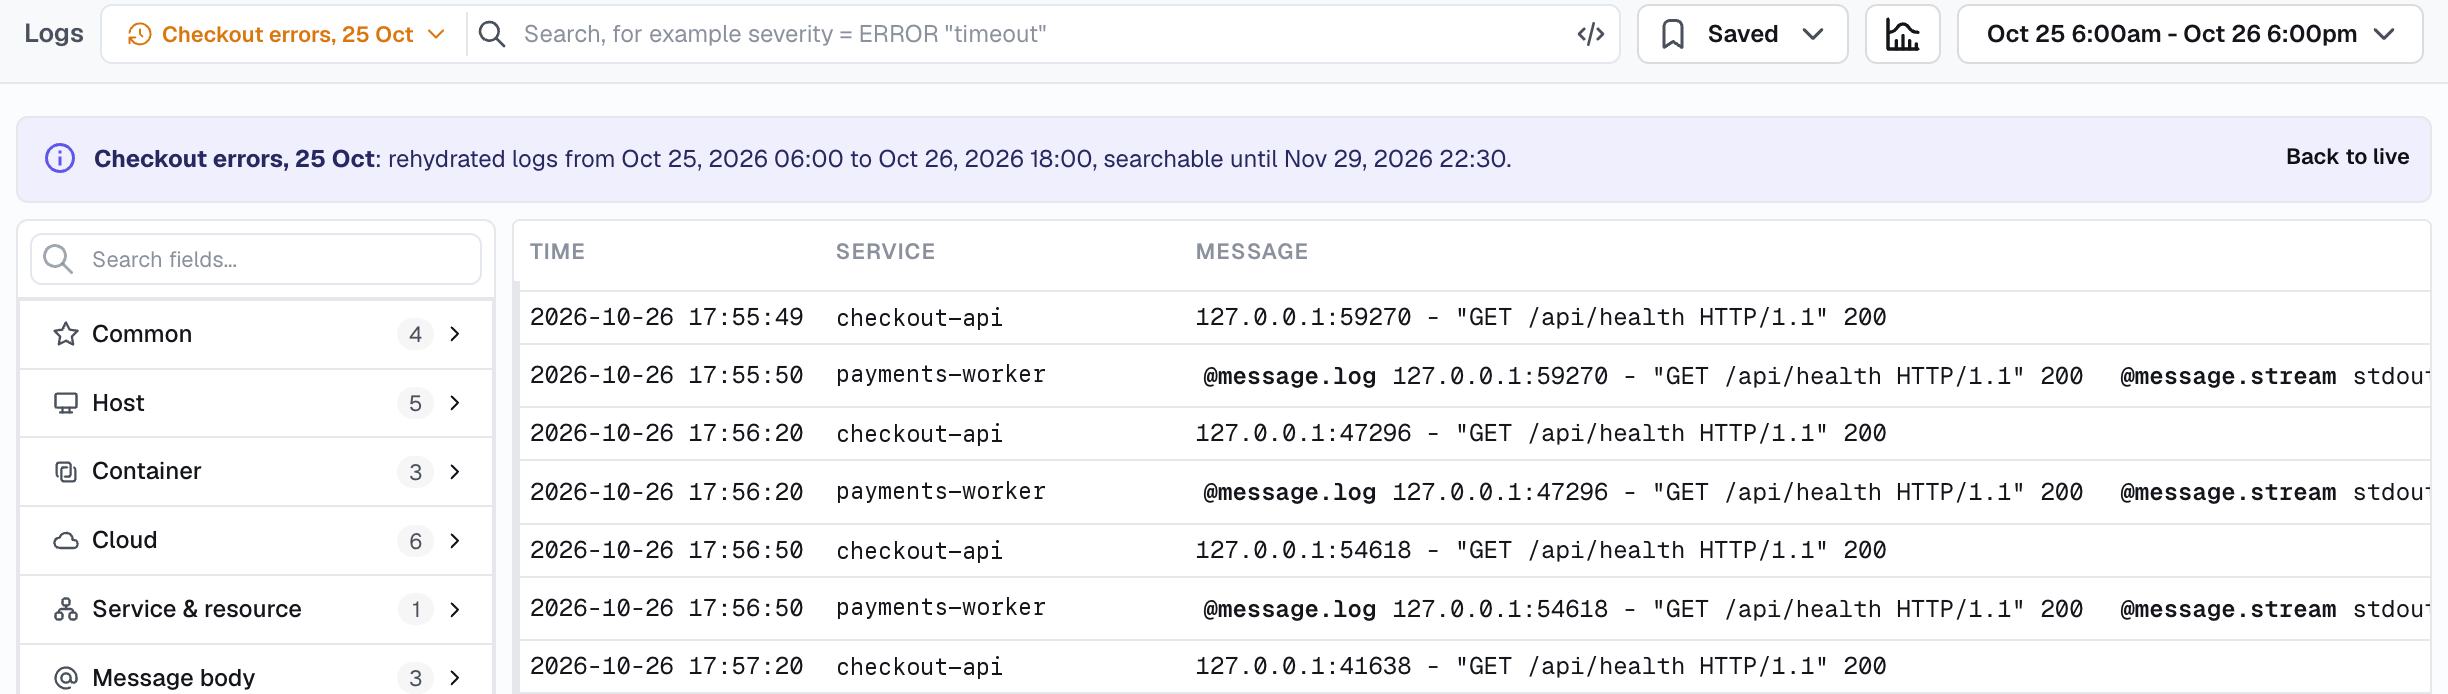 Logs
Checkout errors, 25 Oct
Search, for example severity = ERROR "timeout"
</>
Saved
Oct 25 6:00am - Oct 26 6:00pm
Checkout errors, 25 Oct: rehydrated logs from Oct 25, 2026 06:00 to Oct 26, 2026 18:00, searchable until Nov 29, 2026 22:30.
Back to live
Search fields...
Common 4
Host 5
Container 3
Cloud 6
Service & resource 1
Message body 3
TIME SERVICE MESSAGE
2026-10-26 17:55:49 checkout-api 127.0.0.1:59270 - "GET /api/health HTTP/1.1" 200
2026-10-26 17:55:50 payments-worker @message.log 127.0.0.1:59270 - "GET /api/health HTTP/1.1" 200 @message.stream stdout
2026-10-26 17:56:20 checkout-api 127.0.0.1:47296 - "GET /api/health HTTP/1.1" 200
2026-10-26 17:56:20 payments-worker @message.log 127.0.0.1:47296 - "GET /api/health HTTP/1.1" 200 @message.stream stdout
2026-10-26 17:56:50 checkout-api 127.0.0.1:54618 - "GET /api/health HTTP/1.1" 200
2026-10-26 17:56:50 payments-worker @message.log 127.0.0.1:54618 - "GET /api/health HTTP/1.1" 200 @message.stream stdout
2026-10-26 17:57:20 checkout-api 127.0.0.1:41638 - "GET /api/health HTTP/1.1" 200